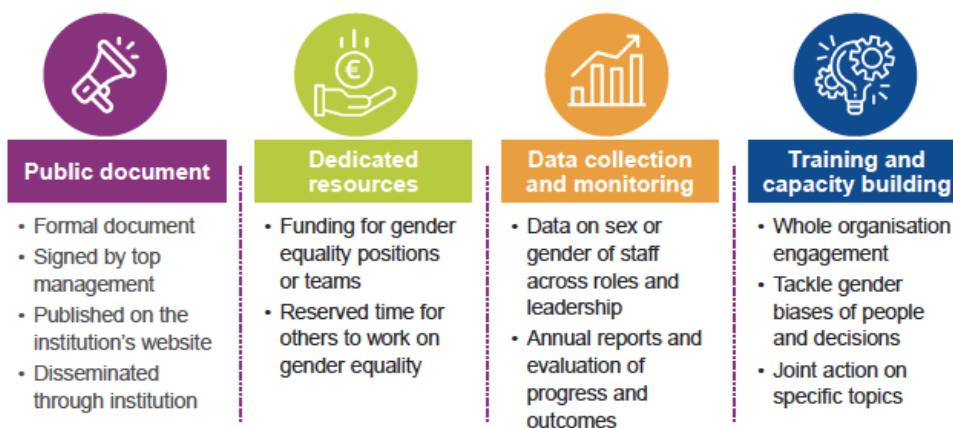 €
Public document
• Formal document
• Signed by top
management
• Published on the
institution's website
• Disseminated
through institution
Dedicated
resources
• Funding for gender
equality positions
or teams
• Reserved time for
others to work on
gender equality
Data collection
and monitoring
• Data on sex or
gender of staff
across roles and
leadership
• Annual reports and
evaluation of
progress and
outcomes
Training and
capacity building
• Whole organisation
engagement
• Tackle gender
biases of people
and decisions
• Joint action on
specific topics